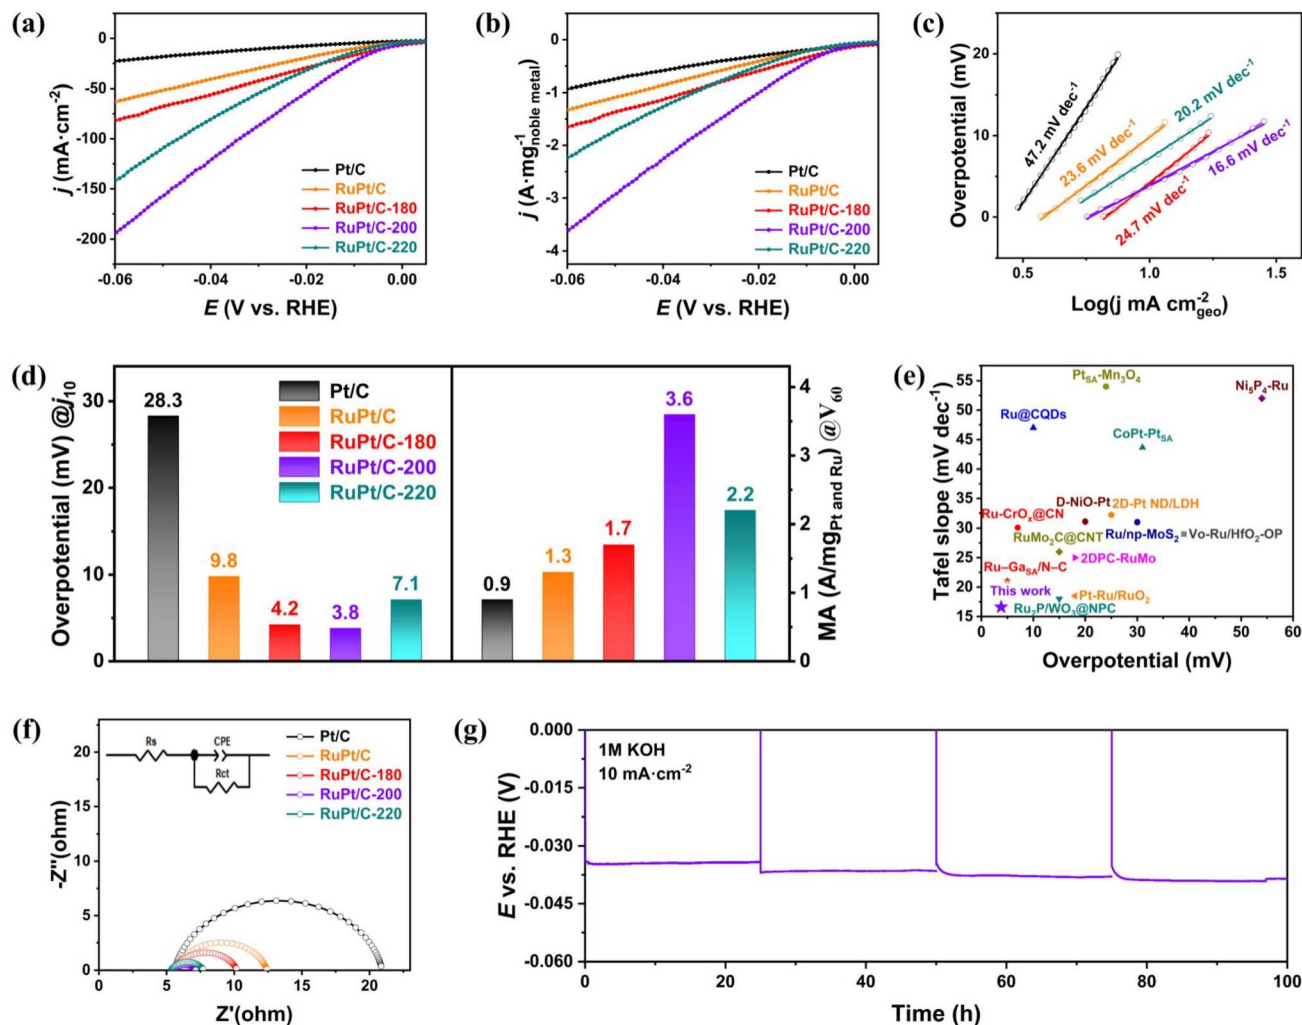 (a)
j (mA·cm⁻²)
0
-50
-100
-150
-200
Pt/C
RuPt/C
RuPt/C-180
RuPt/C-200
RuPt/C-220
-0.06
-0.04
-0.02
0.00
E (V vs. RHE)
(b)
j (A·mg⁻¹noble metal)
0
-1
-2
-3
-4
Pt/C
RuPt/C
RuPt/C-180
RuPt/C-200
RuPt/C-220
-0.06
-0.04
-0.02
0.00
E (V vs. RHE)
(c)
Overpotential (mV)
20
10
0
47.2 mV dec⁻¹
23.6 mV dec⁻¹
20.2 mV dec⁻¹
24.7 mV dec⁻¹
16.6 mV dec⁻¹
0.5
1.0
1.5
Log(j mA cm⁻²geo)
(d)
Overpotential (mV) @j10
30
20
10
0
28.3
9.8
4.2
3.8
7.1
Pt/C
RuPt/C
RuPt/C-180
RuPt/C-200
RuPt/C-220
0.9
1.3
1.7
3.6
2.2
4
3
2
1
0
MA (A/mgPt and Ru) @V60
(e)
Tafel slope (mV dec⁻¹)
55
50
45
40
35
30
25
20
15
PtSA-Mn₃O₄
Ni₅P₄-Ru
Ru@CQDs
CoPt-PtSA
D-NiO-Pt
2D-Pt ND/LDH
Ru-CrOₓ@CN
Ru/np-MoS₂
Vo-Ru/HfO₂-OP
RuMo₂C@CNT
2DPC-RuMo
Ru–GaSA/N–C
This work
Pt-Ru/RuO₂
Ru₂P/WO₃@NPC
0
10
20
30
40
50
60
Overpotential (mV)
(f)
-Z''(ohm)
20
15
10
5
0
Rs
CPE
Rct
Pt/C
RuPt/C
RuPt/C-180
RuPt/C-200
RuPt/C-220
0
5
10
15
20
Z'(ohm)
(g)
E vs. RHE (V)
0.000
-0.015
-0.030
-0.045
-0.060
1M KOH
10 mA·cm⁻²
0
20
40
60
80
100
Time (h)